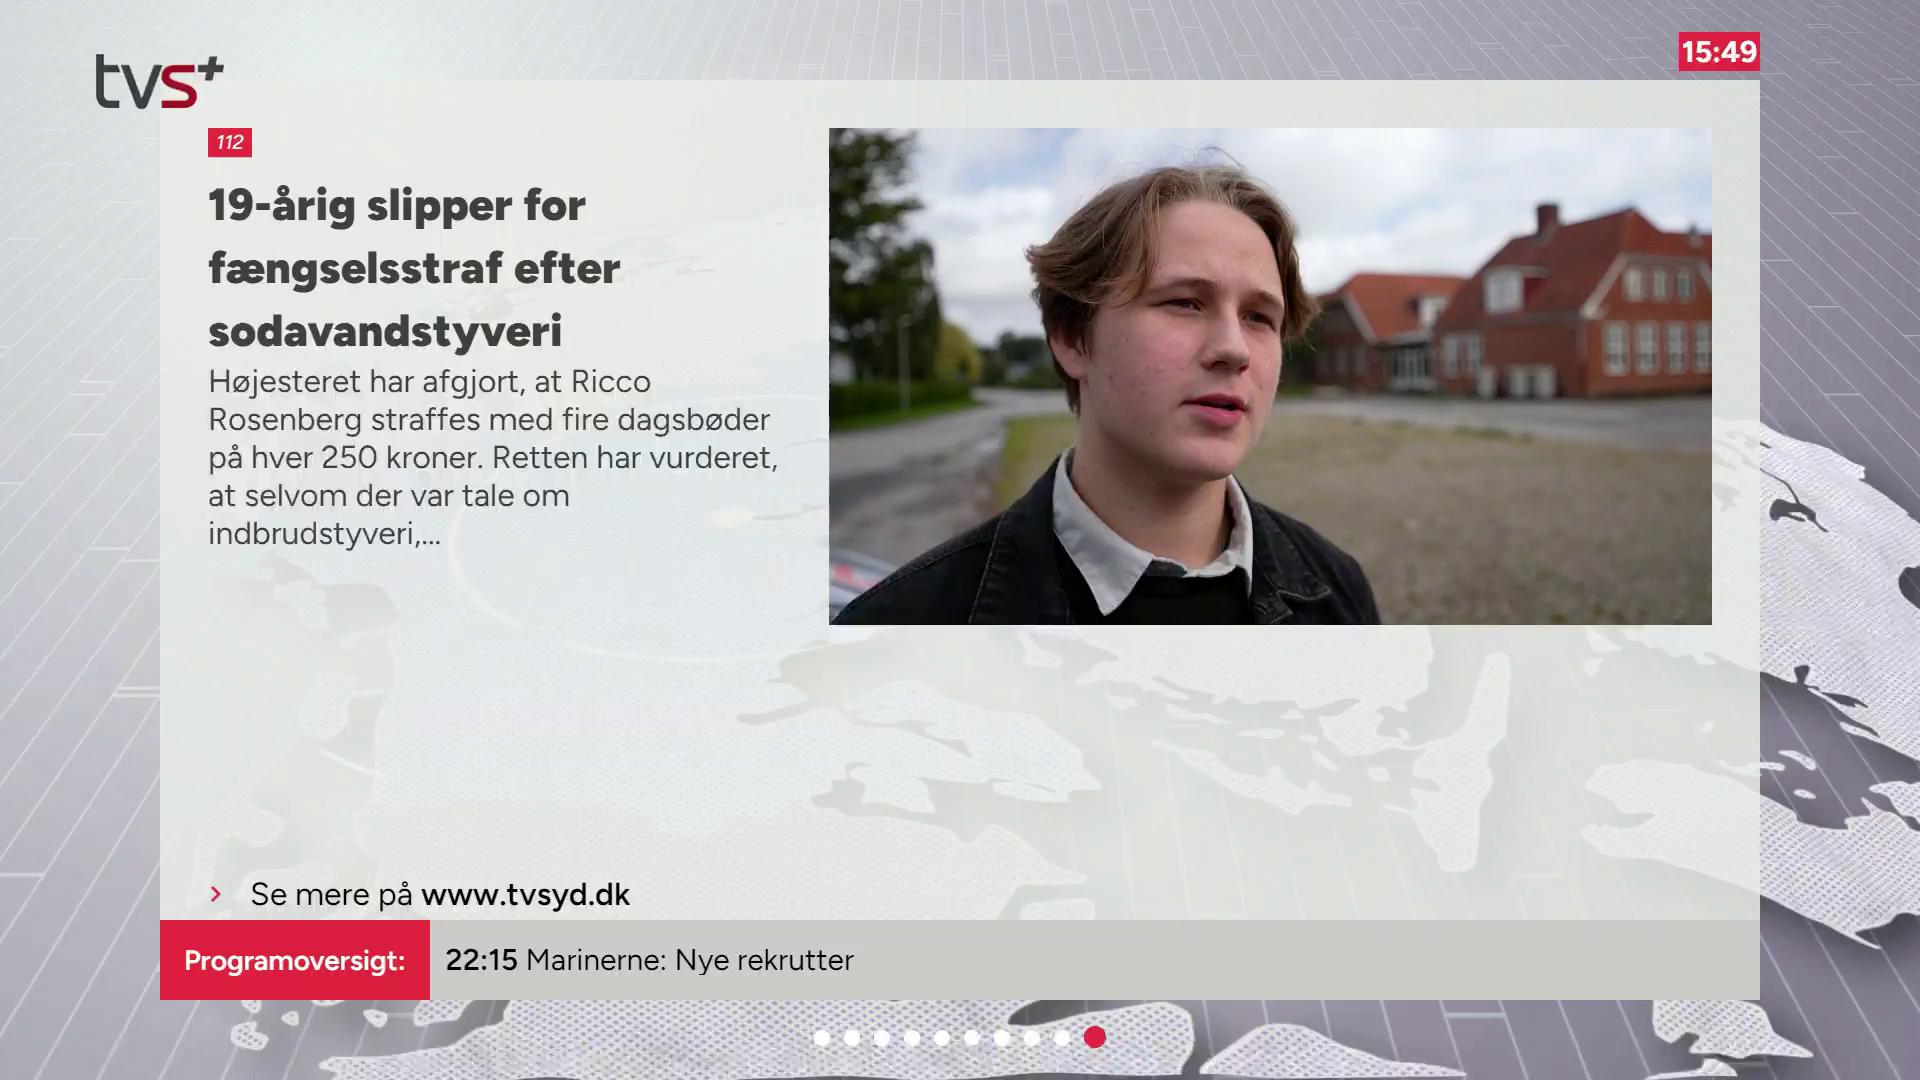 tvs+
15:49
112
19-årig slipper for
fængselsstraf efter
sodavandstyveri
Højesteret har afgjort, at Ricco
Rosenberg straffes med fire dagsbøder
på hver 250 kroner. Retten har vurderet,
at selvom der var tale om
indbrudstyveri,...
Se mere på www.tvsyd.dk
Programoversigt: 22:15 Marinerne: Nye rekrutter